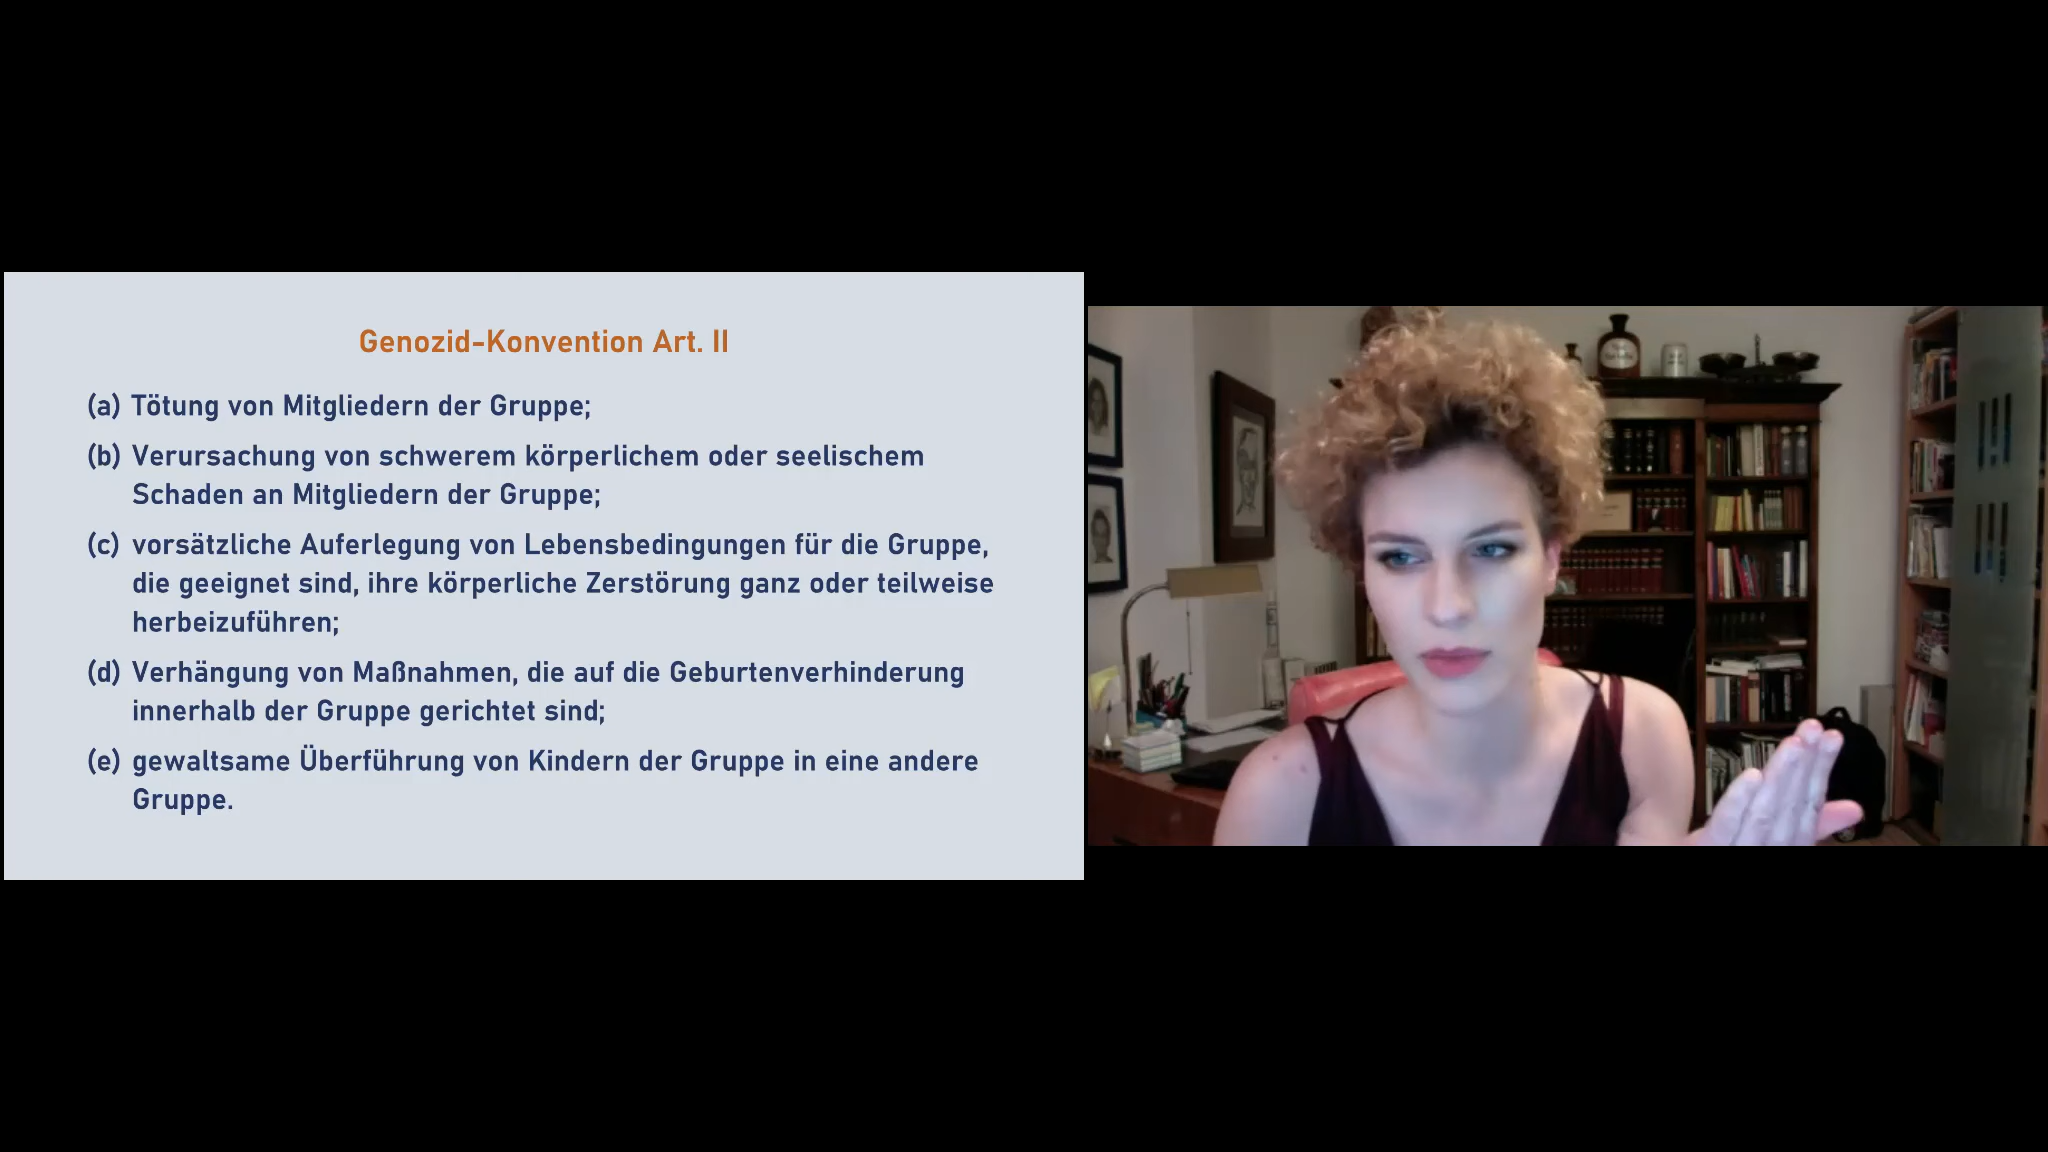 Genozid-Konvention Art. II
(a) Tötung von Mitgliedern der Gruppe;
(b) Verursachung von schwerem körperlichem oder seelischem
Schaden an Mitgliedern der Gruppe;
(c) vorsätzliche Auferlegung von Lebensbedingungen für die Gruppe,
die geeignet sind, ihre körperliche Zerstörung ganz oder teilweise
herbeizuführen;
(d) Verhängung von Maßnahmen, die auf die Geburtenverhinderung
innerhalb der Gruppe gerichtet sind;
(e) gewaltsame Überführung von Kindern der Gruppe in eine andere
Gruppe.